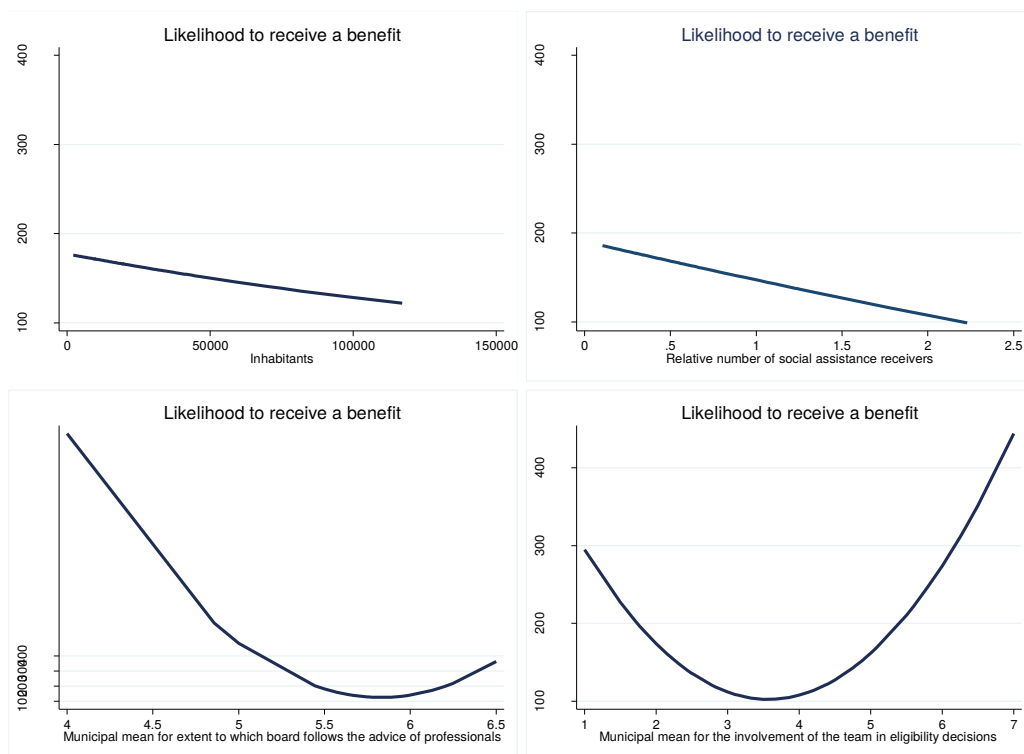 Likelihood to receive a benefit
400
300
200
100
0 50000 100000 150000
Inhabitants
Likelihood to receive a benefit
400
300
200
100
0 .5 1 1.5 2 2.5
Relative number of social assistance receivers
Likelihood to receive a benefit
400
300
200
100
4 4.5 5 5.5 6 6.5
Municipal mean for extent to which board follows the advice of professionals
Likelihood to receive a benefit
400
300
200
100
1 2 3 4 5 6 7
Municipal mean for the involvement of the team in eligibility decisions